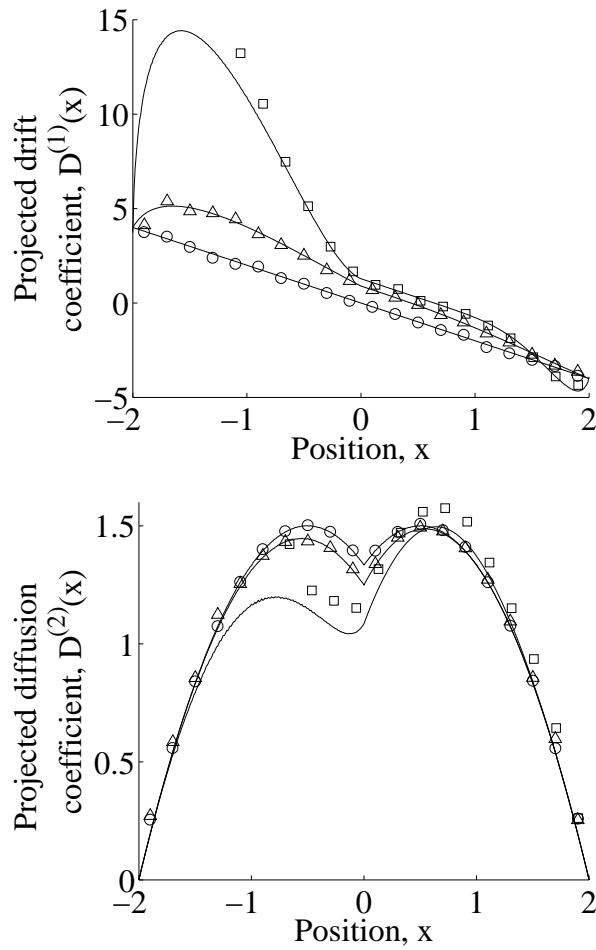 15
10
5
0
−5
Projected drift
coefficient, D^(1)(x)
−2 −1 0 1 2
Position, x
1.5
1
0.5
0
Projected diffusion
coefficient, D^(2)(x)
−2 −1 0 1 2
Position, x